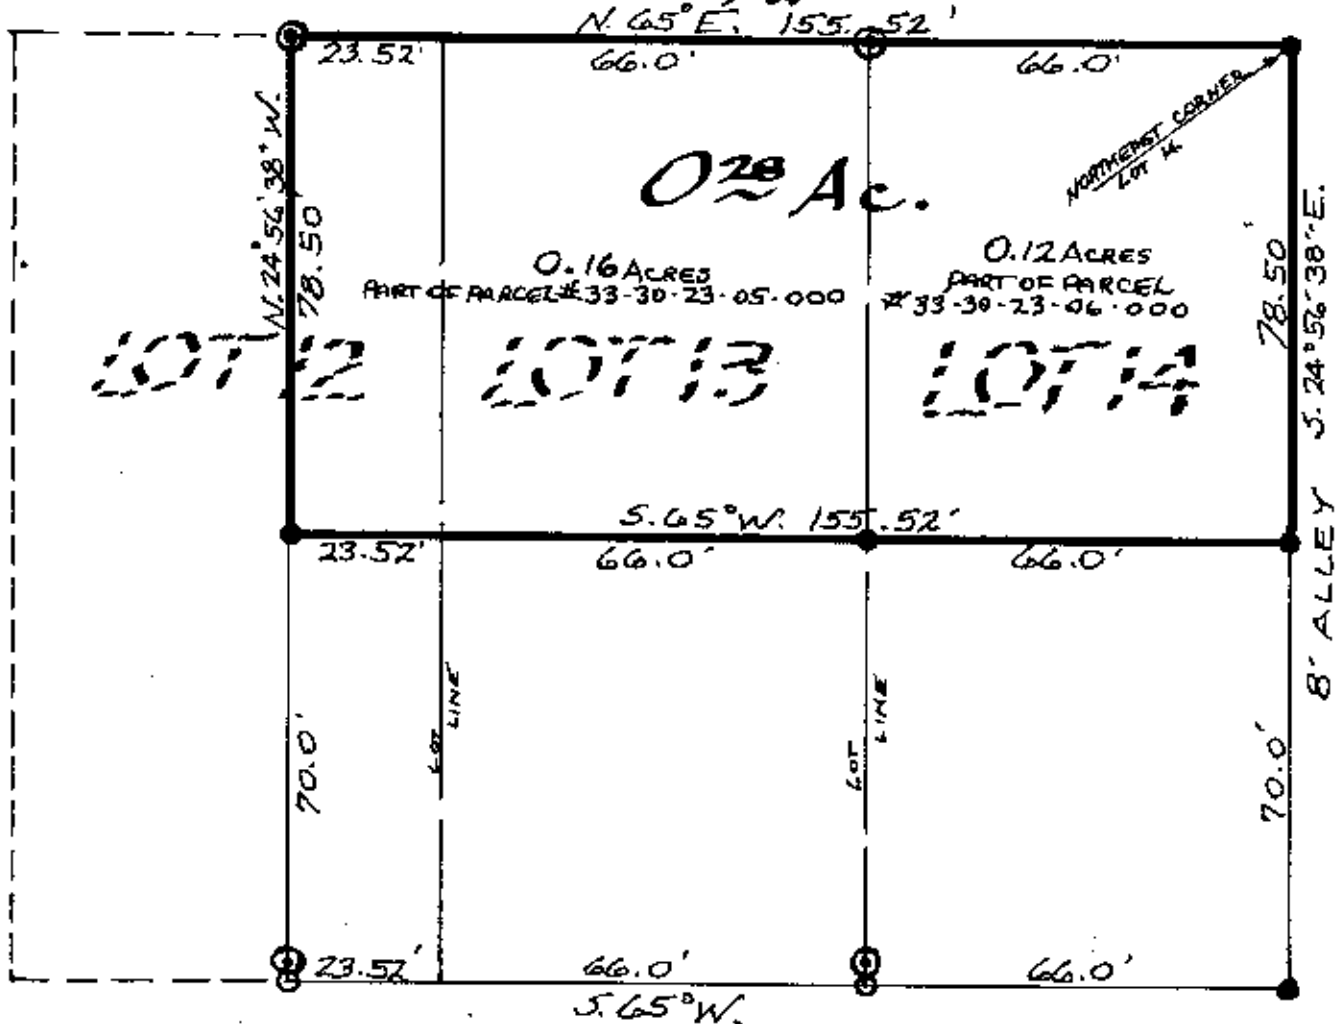 N. 65° E. 155.52'
23.52'
66.0'
66.0'
NORTHEAST CORNER
LOT 14
N. 24° 56' 38" W.
78.50
0.28 Ac.
0.16 ACRES
PART OF PARCEL # 33-30-23-05-000
0.12 ACRES
PART OF PARCEL
# 33-30-23-06-000
78.50'
S. 24° 56' 38" E.
LOT 12
LOT 13
LOT 14
S. 65° W. 155.52'
23.52'
66.0'
66.0'
8' ALLEY
70.0'
LOT LINE
LOT LINE
70.0'
23.52'
66.0'
66.0'
S. 65° W.